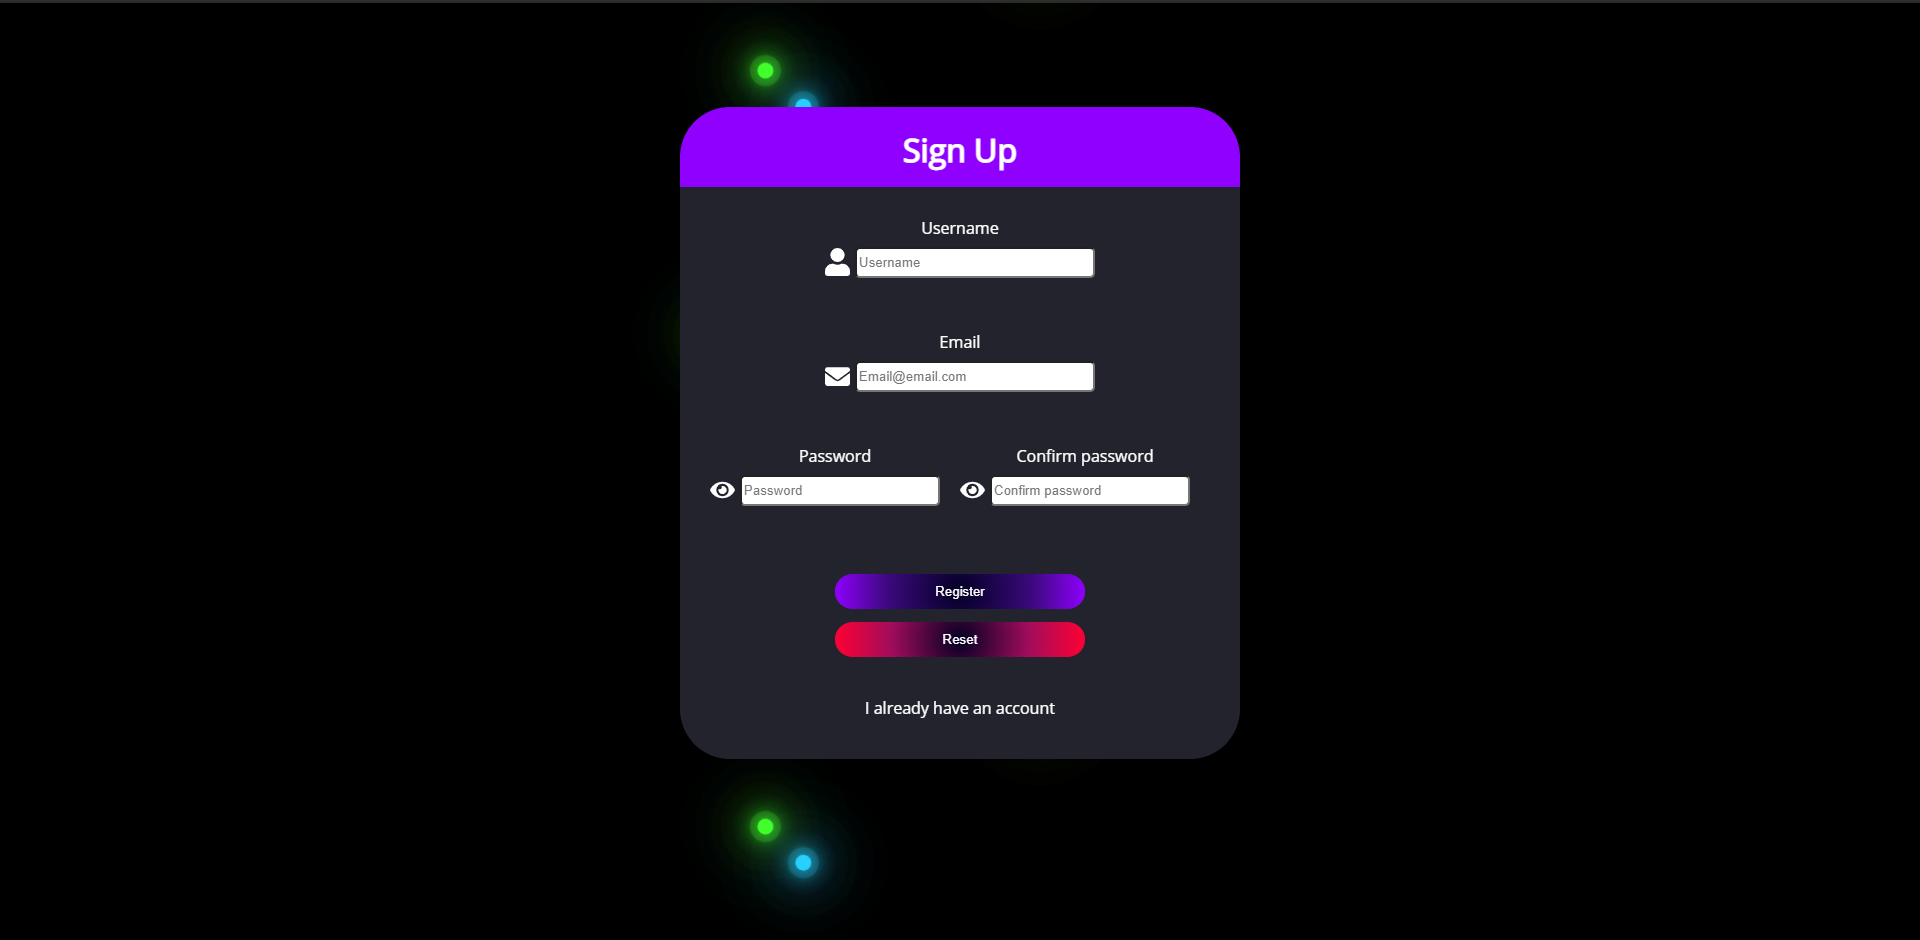 Sign Up
Username
Username
Email
Email@email.com
Password Confirm password
Password Confirm password
Register
Reset
I already have an account